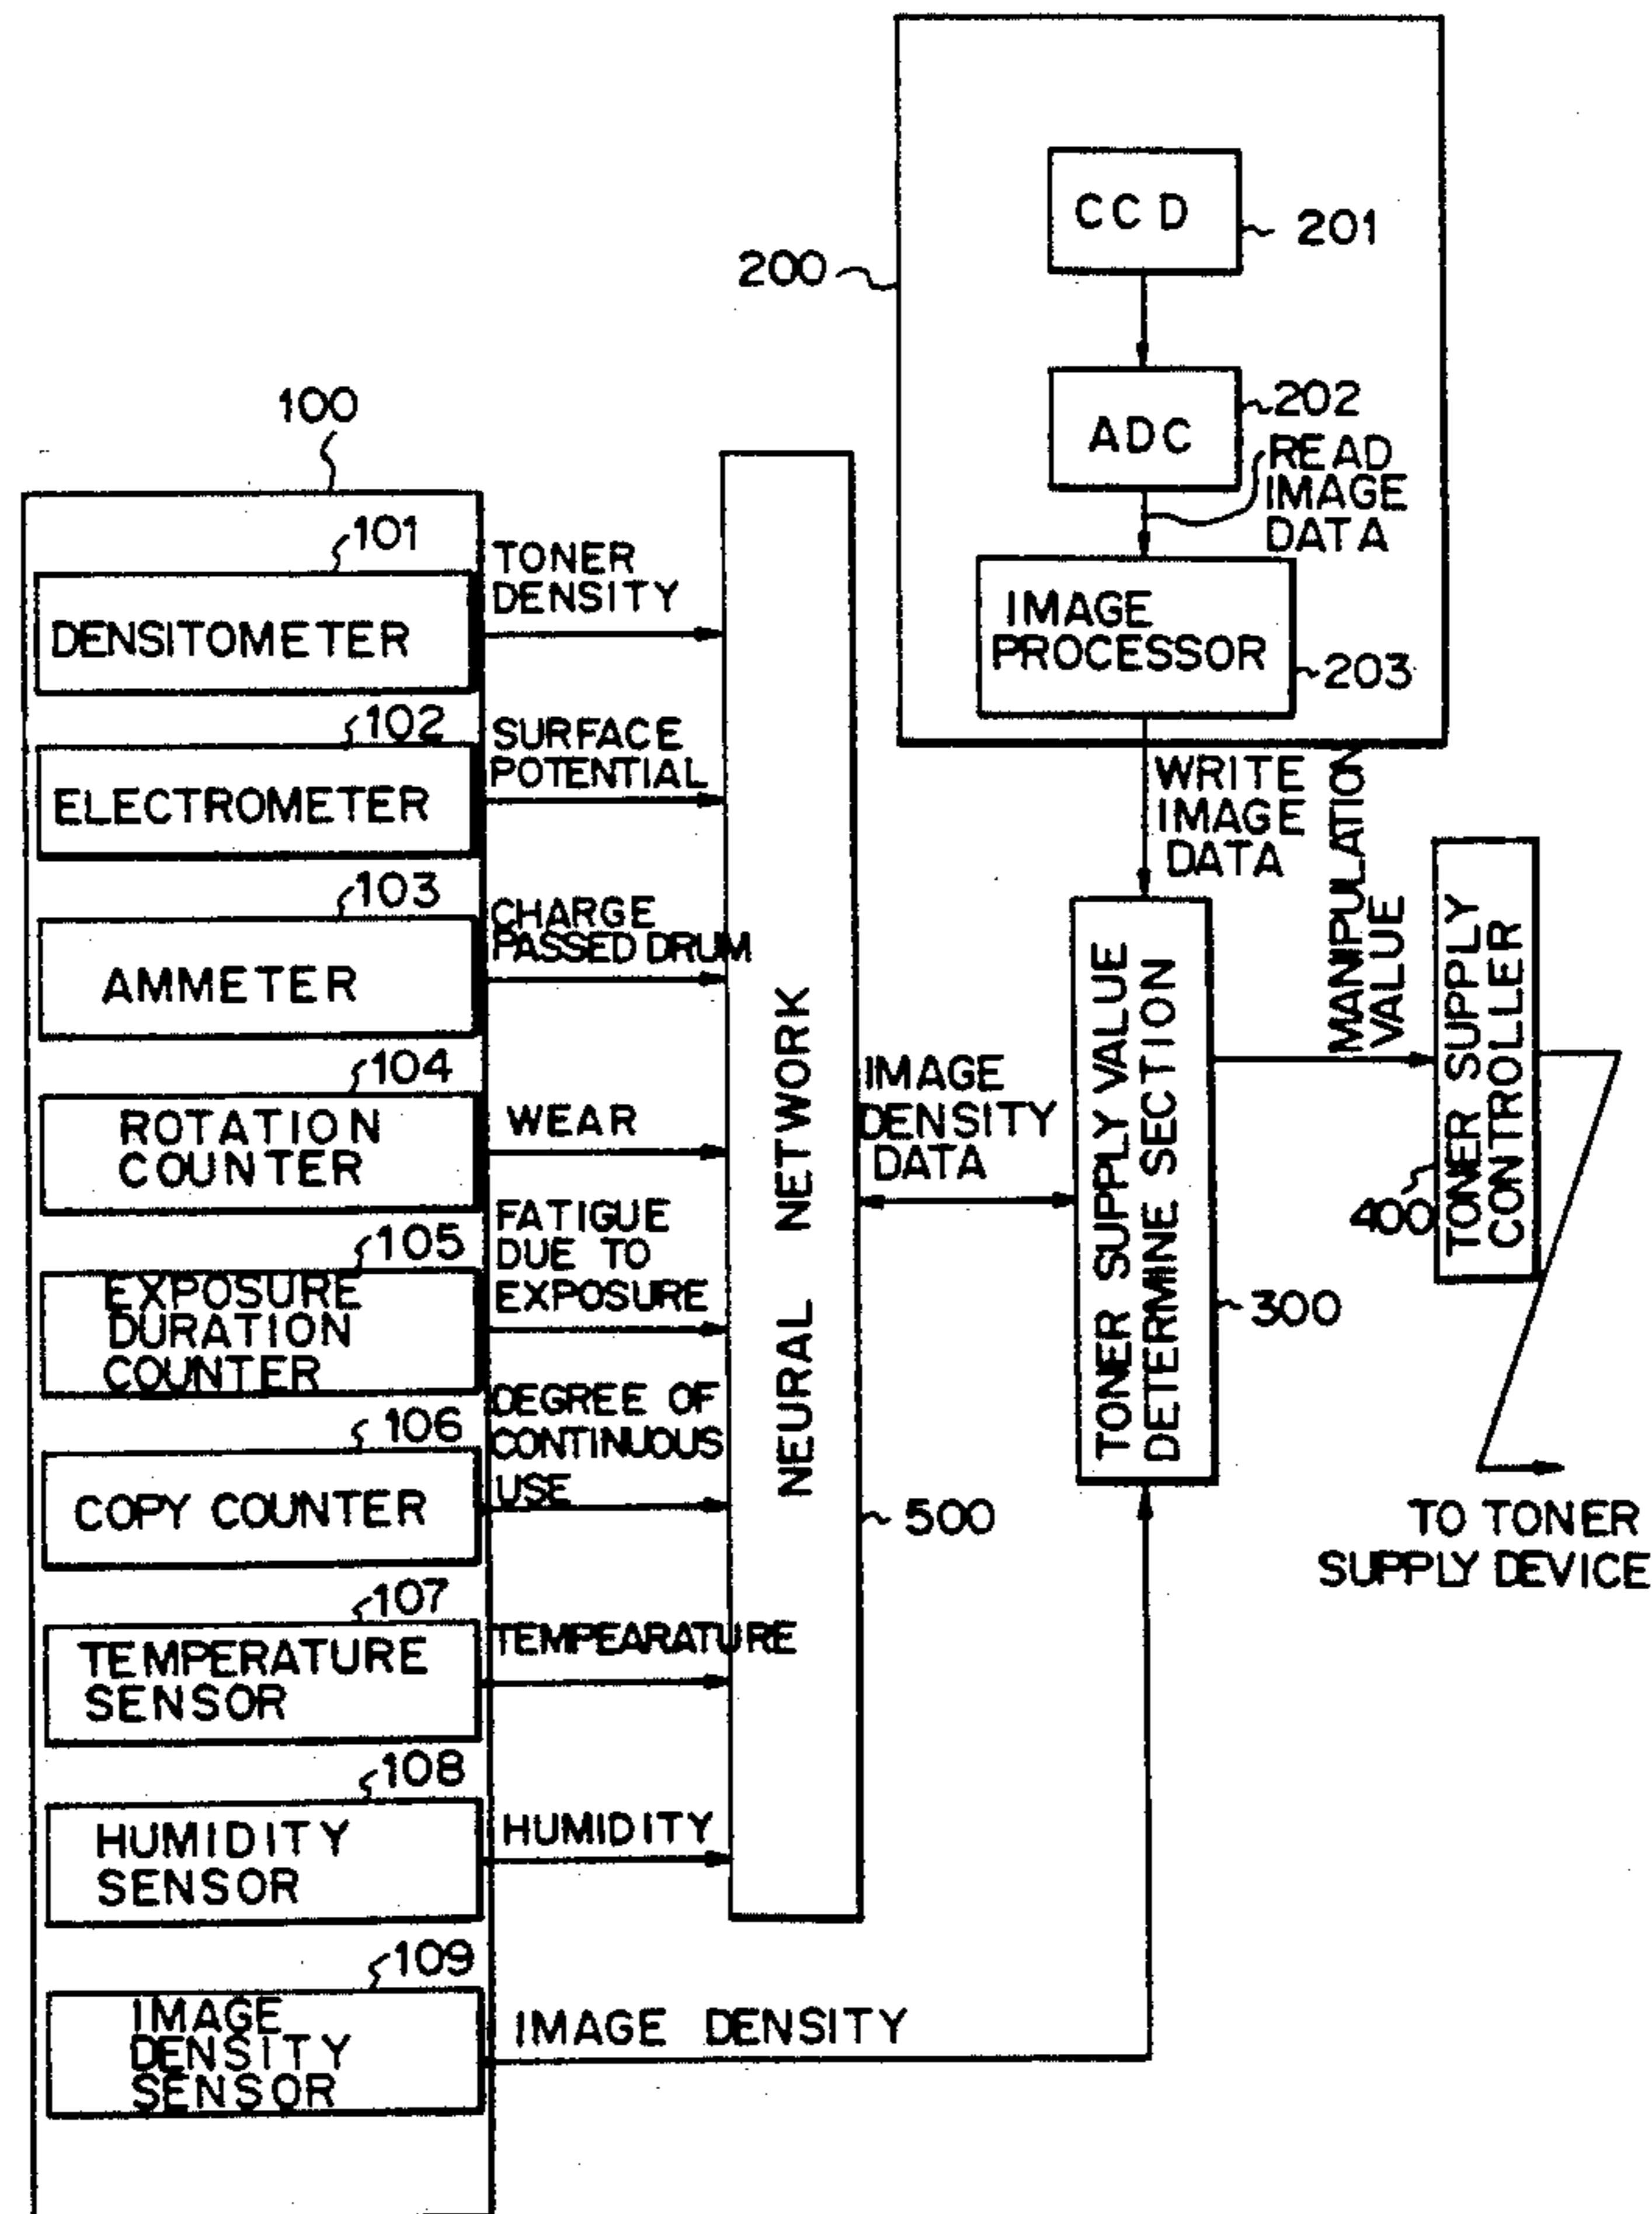 CCD
201
200
ADC
202
READ
IMAGE
DATA
IMAGE
PROCESSOR
203
WRITE
IMAGE
DATA
100
101
DENSITOMETER
TONER
DENSITY
102
ELECTROMETER
SURFACE
POTENTIAL
103
AMMETER
CHARGE
PASSED DRUM
104
ROTATION
COUNTER
WEAR
105
EXPOSURE
DURATION
COUNTER
FATIGUE
DUE TO
EXPOSURE
106
COPY COUNTER
DEGREE OF
CONTINUOUS
USE
107
TEMPERATURE
SENSOR
TEMPEARATURE
108
HUMIDITY
SENSOR
HUMIDITY
109
IMAGE
DENSITY
SENSOR
IMAGE DENSITY
NEURAL NETWORK
500
IMAGE
DENSITY
DATA
TONER SUPPLY VALUE
DETERMINE SECTION
300
MANIPULATION
VALUE
TONER SUPPLY
CONTROLLER
400
TO TONER
SUPPLY DEVICE